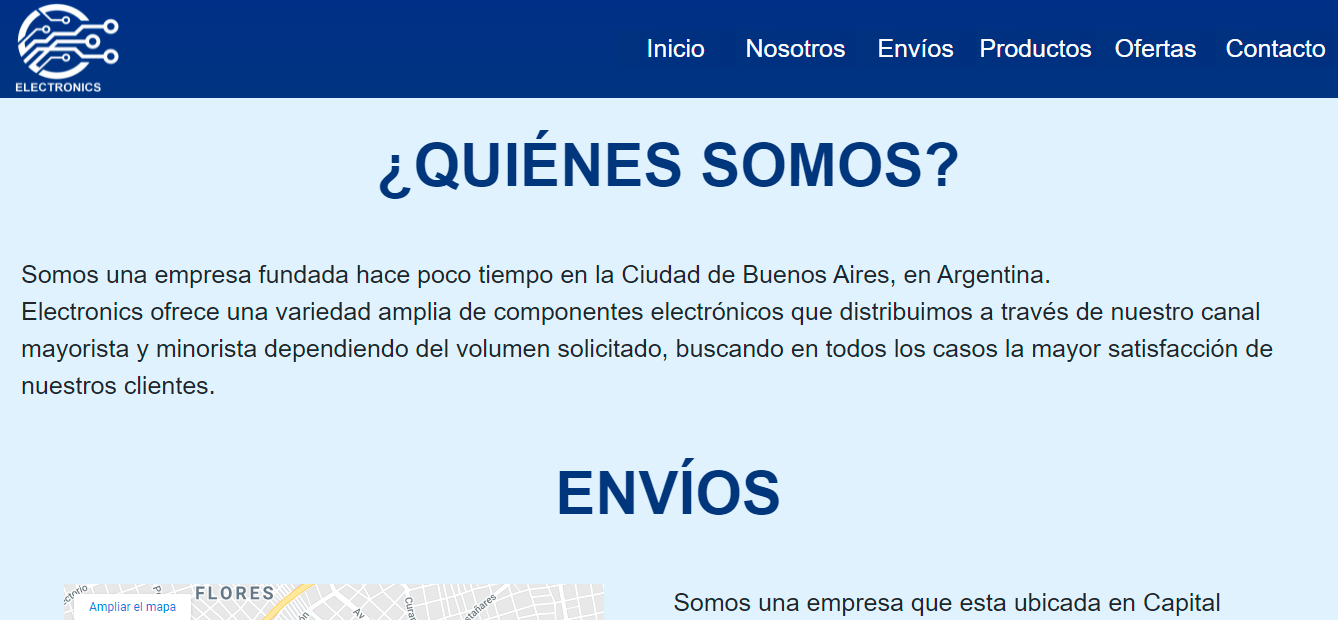 ELECTRONICS
Inicio Nosotros Envíos Productos Ofertas Contacto
¿QUIÉNES SOMOS?
Somos una empresa fundada hace poco tiempo en la Ciudad de Buenos Aires, en Argentina.
Electronics ofrece una variedad amplia de componentes electrónicos que distribuimos a través de nuestro canal
mayorista y minorista dependiendo del volumen solicitado, buscando en todos los casos la mayor satisfacción de
nuestros clientes.
ENVÍOS
FLORES
Ampliar el mapa
Av
Somos una empresa que esta ubicada en Capital